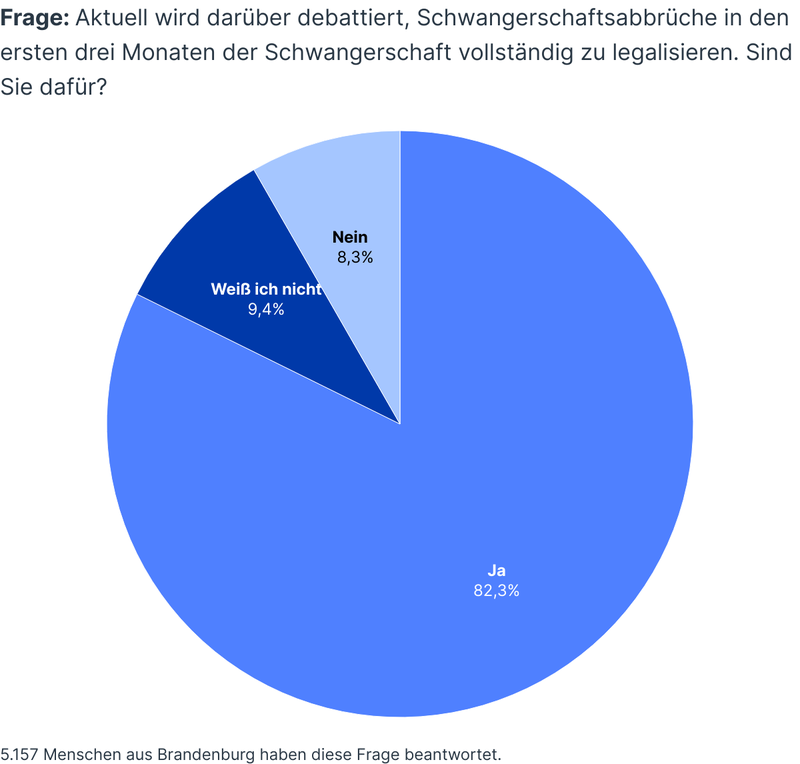 Frage: Aktuell wird darüber debattiert, Schwangerschaftsabbrüche in den
ersten drei Monaten der Schwangerschaft vollständig zu legalisieren. Sind
Sie dafür?
Nein
8,3%
Weiß ich nicht
9,4%
Ja
82,3%
5.157 Menschen aus Brandenburg haben diese Frage beantwortet.